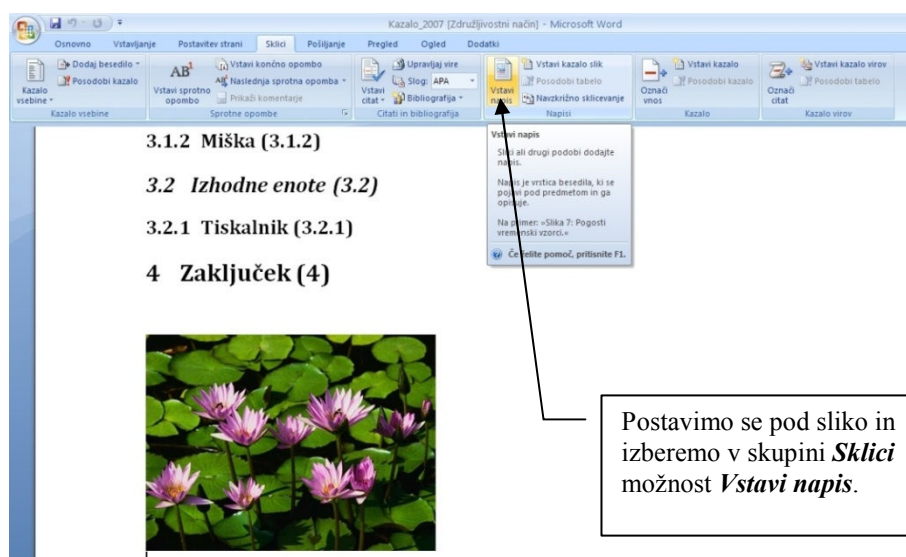 Kazalo_2007 [Združljivostni način] - Microsoft Word
Osnovno Vstavljanje Postavitev strani Sklici Pošiljanje Pregled Ogled Dodatki
Kazalo vsebine
Dodaj besedilo
Posodobi kazalo
Kazalo vsebine
AB1
Vstavi sprotno opombo
Vstavi končno opombo
AB1 Naslednja sprotna opomba
Prikaži komentarje
Sprotne opombe
Vstavi citat
Upravljaj vire
Slog: APA
Bibliografija
Citati in bibliografija
Vstavi napis
Vstavi kazalo slik
Posodobi tabelo
Navzkrižno sklicevanje
Napisi
Označi vnos
Vstavi kazalo
Posodobi kazalo
Kazalo
Označi citat
Vstavi kazalo virov
Posodobi tabelo
Kazalo virov
Vstavi napis
Sliki ali drugi podobi dodajte
napis.
Napis je vrstica besedila, ki se
pojavi pod predmetom in ga
opisuje.
Na primer: »Slika 7: Pogosti
vremenski vzorci.«
Če želite pomoč, pritisnite F1.
3.1.2 Miška (3.1.2)
3.2 Izhodne enote (3.2)
3.2.1 Tiskalnik (3.2.1)
4 Zaključek (4)
Postavimo se pod sliko in
izberemo v skupini Sklici
možnost Vstavi napis.